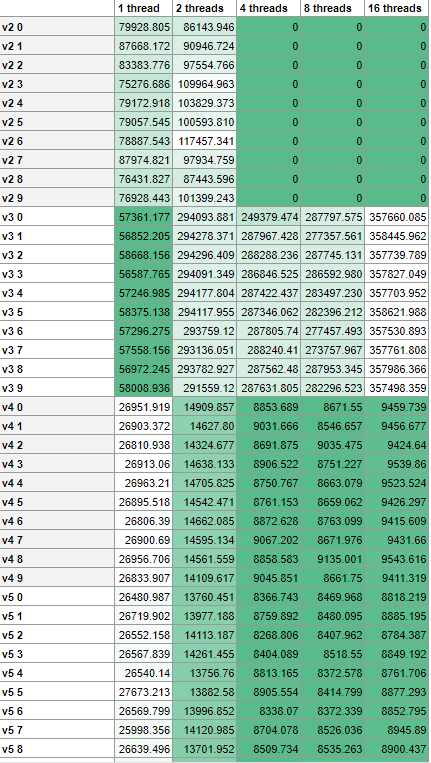 1 thread 2 threads 4 threads 8 threads 16 threads
v2 0 79928.805 86143.946 0 0 0
v2 1 87668.172 90946.724 0 0 0
v2 2 83383.776 97554.766 0 0 0
v2 3 75276.686 109964.963 0 0 0
v2 4 79172.918 103829.373 0 0 0
v2 5 79057.545 100593.810 0 0 0
v2 6 78887.543 117457.341 0 0 0
v2 7 87974.821 97934.759 0 0 0
v2 8 76431.827 87443.596 0 0 0
v2 9 76928.443 101399.243 0 0 0
v3 0 57361.177 294093.881 249379.474 287797.575 357660.085
v3 1 56852.205 294278.371 287967.428 277357.561 358445.962
v3 2 58668.156 294296.409 288288.236 287745.131 357739.789
v3 3 56587.765 294091.349 286846.525 286592.980 357827.049
v3 4 57246.985 294177.804 287422.437 283497.230 357703.952
v3 5 58375.138 294117.955 287346.062 282396.212 358621.988
v3 6 57296.275 293759.12 287805.74 277457.493 357530.893
v3 7 57558.156 293136.051 288240.41 273757.967 357761.808
v3 8 56972.245 293782.927 287562.48 287953.345 357986.366
v3 9 58008.936 291559.12 287631.805 282296.523 357498.359
v4 0 26951.919 14909.857 8853.689 8671.55 9459.739
v4 1 26903.372 14627.80 9031.666 8546.657 9456.677
v4 2 26810.938 14324.677 8691.875 9035.475 9424.64
v4 3 26913.06 14638.133 8906.522 8751.227 9539.86
v4 4 26963.21 14705.825 8750.767 8663.079 9523.524
v4 5 26895.518 14542.471 8761.153 8659.062 9426.297
v4 6 26806.39 14662.085 8872.628 8763.099 9415.609
v4 7 26900.69 14595.134 9067.202 8671.976 9431.66
v4 8 26956.706 14561.559 8858.583 9135.001 9543.616
v4 9 26833.907 14109.617 9045.851 8661.75 9411.319
v5 0 26480.987 13760.451 8366.743 8469.968 8818.219
v5 1 26719.902 13977.188 8759.892 8480.095 8885.195
v5 2 26552.158 14113.187 8268.806 8407.962 8784.387
v5 3 26567.839 14261.455 8404.089 8518.55 8849.192
v5 4 26540.14 13756.76 8813.165 8372.578 8761.706
v5 5 27673.213 13882.58 8905.554 8414.799 8877.293
v5 6 26569.799 13996.852 8338.07 8372.339 8852.795
v5 7 25998.356 14120.985 8704.078 8526.036 8945.89
v5 8 26639.496 13701.952 8509.734 8535.263 8900.437